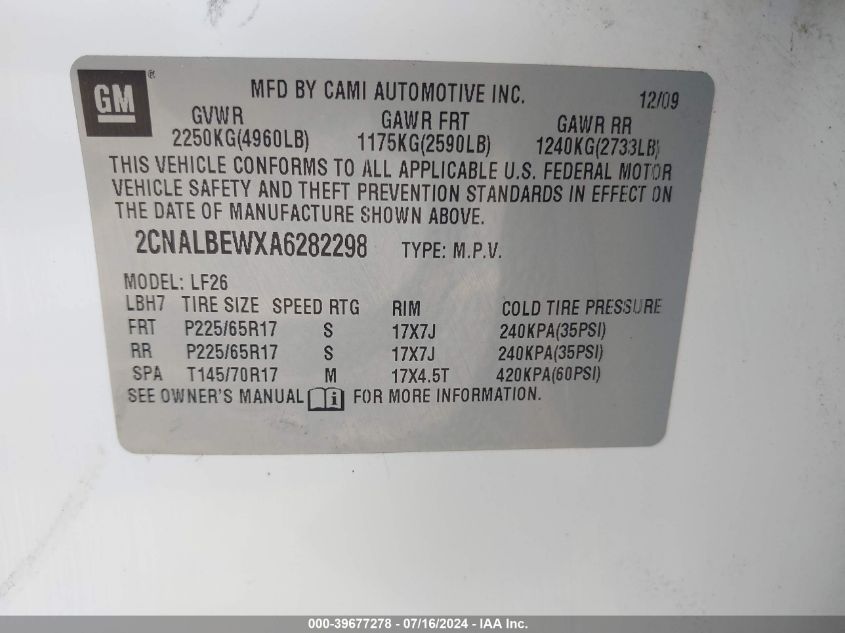 GM ®
MFD BY CAMI AUTOMOTIVE INC. 12/09
GVWR GAWR FRT GAWR RR
2250KG(4960LB) 1175KG(2590LB) 1240KG(2733LB)
THIS VEHICLE CONFORMS TO ALL APPLICABLE U.S. FEDERAL MOTOR
VEHICLE SAFETY AND THEFT PREVENTION STANDARDS IN EFFECT ON
THE DATE OF MANUFACTURE SHOWN ABOVE.
2CNALBEWXA6282298 TYPE: M.P.V.
MODEL: LF26
LBH7 TIRE SIZE SPEED RTG RIM COLD TIRE PRESSURE
FRT P225/65R17 S 17X7J 240KPA(35PSI)
RR P225/65R17 S 17X7J 240KPA(35PSI)
SPA T145/70R17 M 17X4.5T 420KPA(60PSI)
SEE OWNER'S MANUAL i FOR MORE INFORMATION.
000-39677278 - 07/16/2024 - IAA Inc.